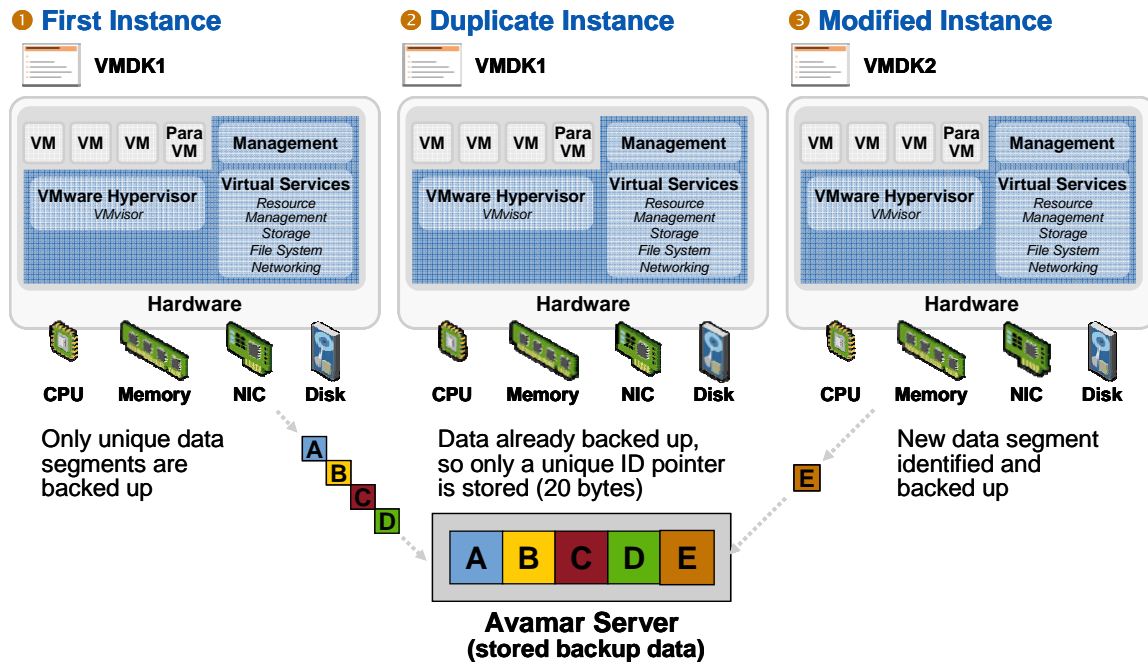 1 First Instance
VMDK1
VM VM VM Para
VM
Management
VMware Hypervisor
VMvisor
Virtual Services
Resource
Management
Storage
File System
Networking
Hardware
CPU Memory NIC Disk
Only unique data
segments are
backed up
A
B
C
D
2 Duplicate Instance
VMDK1
VM VM VM Para
VM
Management
VMware Hypervisor
VMvisor
Virtual Services
Resource
Management
Storage
File System
Networking
Hardware
CPU Memory NIC Disk
Data already backed up,
so only a unique ID pointer
is stored (20 bytes)
3 Modified Instance
VMDK2
VM VM VM Para
VM
Management
VMware Hypervisor
VMvisor
Virtual Services
Resource
Management
Storage
File System
Networking
Hardware
CPU Memory NIC Disk
New data segment
identified and
backed up
E
A B C D E
Avamar Server
(stored backup data)